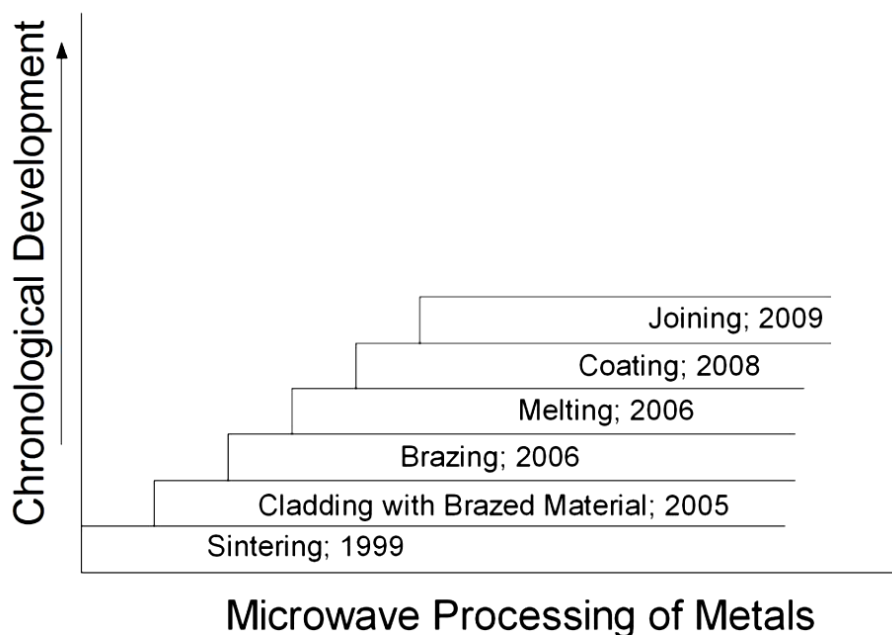 Chronological Development
Joining; 2009
Coating; 2008
Melting; 2006
Brazing; 2006
Cladding with Brazed Material; 2005
Sintering; 1999
Microwave Processing of Metals